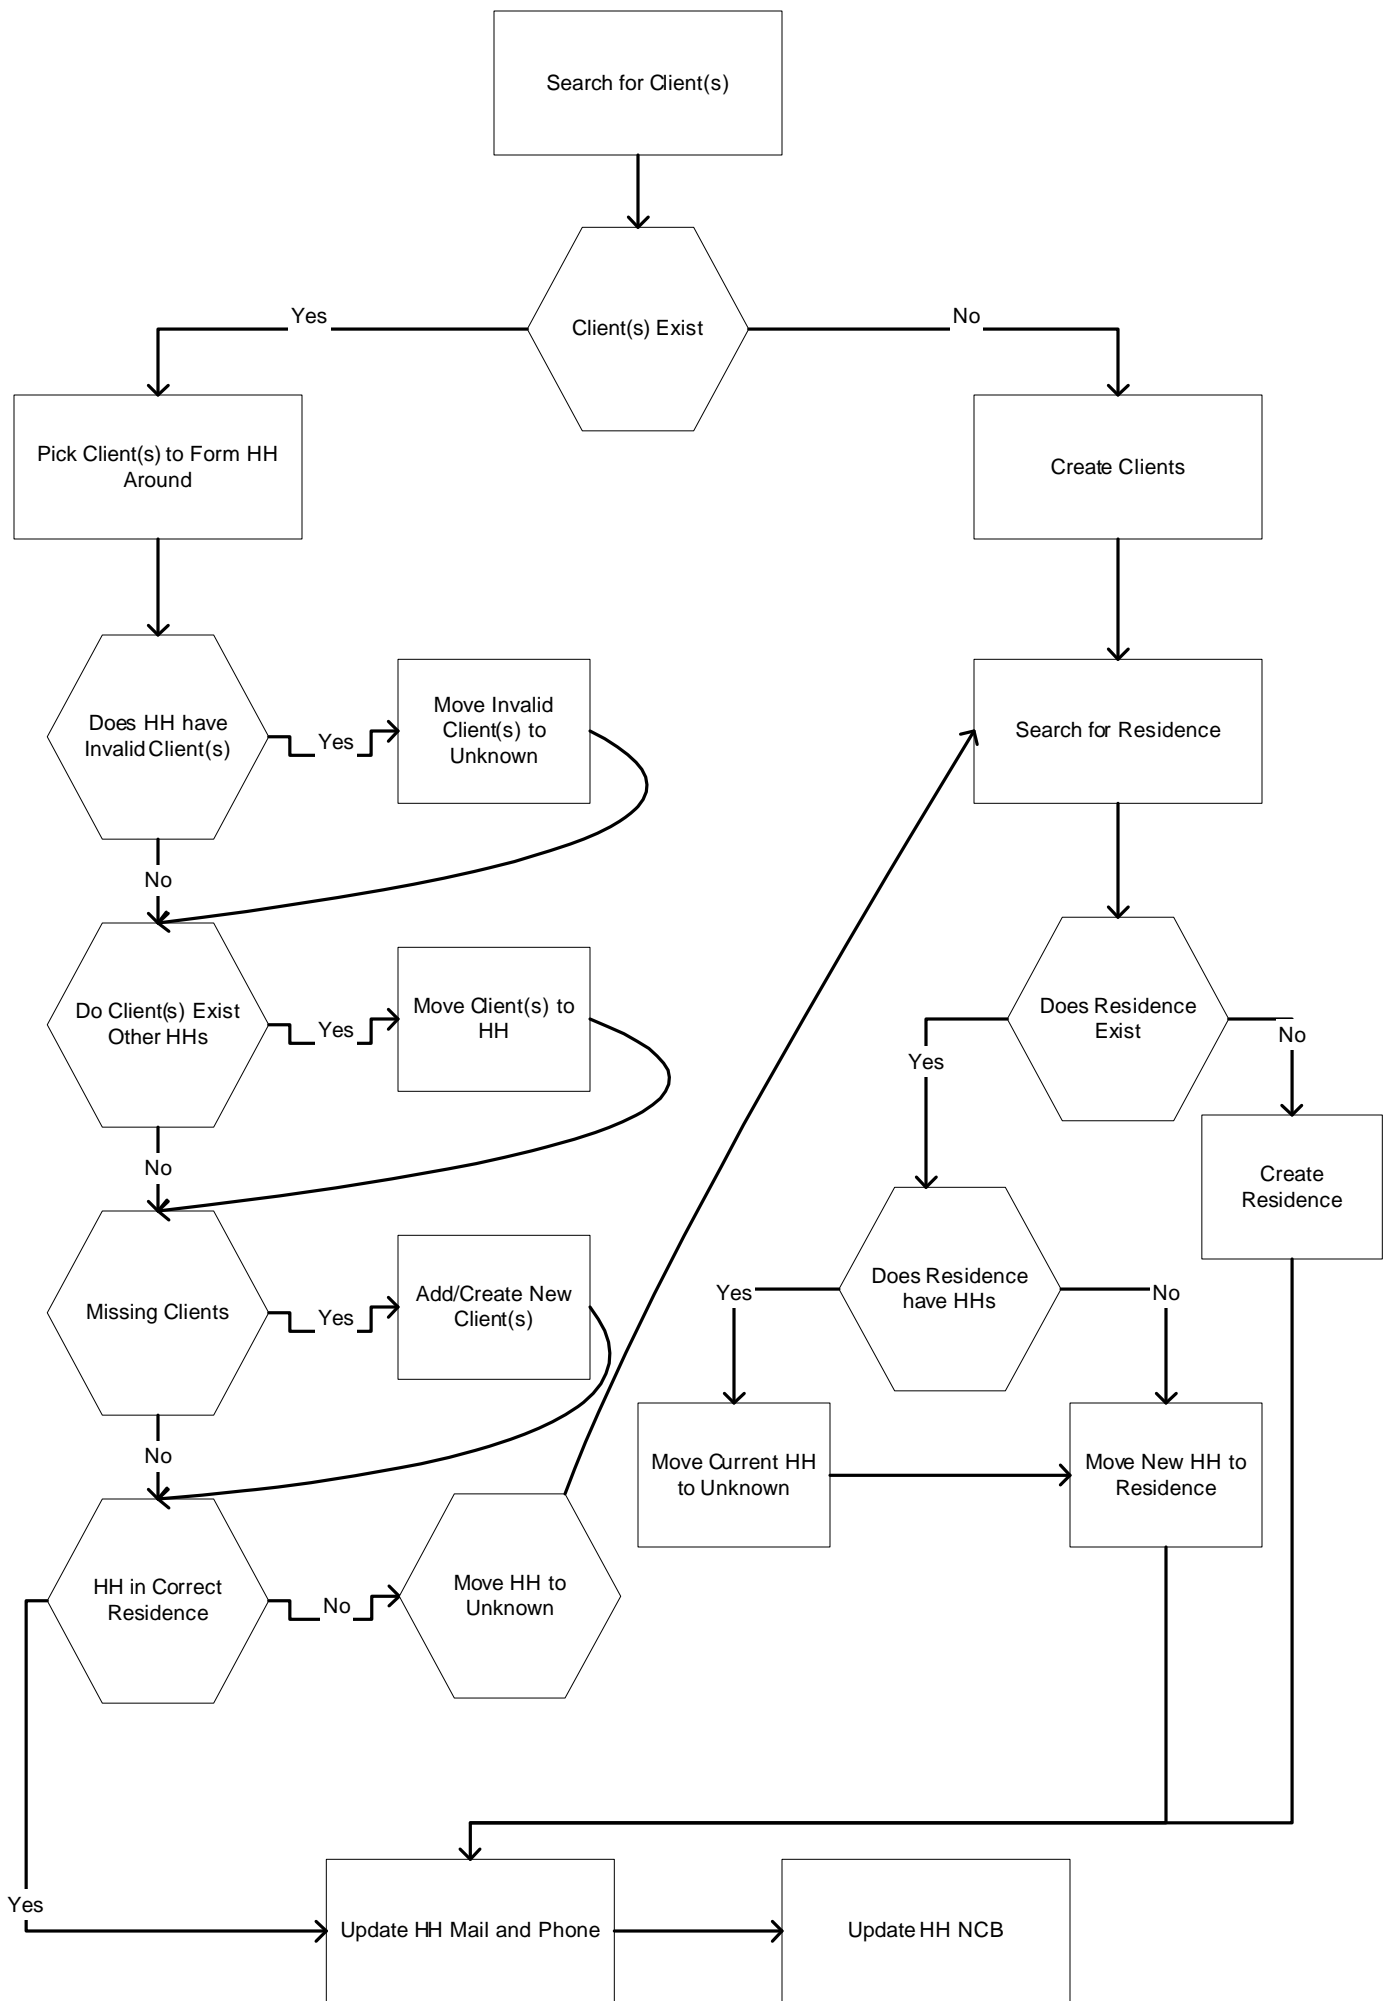 Search for Client(s)
Client(s) Exist
Yes
No
Pick Client(s) to Form HH
Around
Create Clients
Does HH have
Invalid Client(s)
Yes
Move Invalid
Client(s) to
Unknown
Search for Residence
No
Do Client(s) Exist
Other HHs
Yes
Move Client(s) to
HH
Does Residence
Exist
Yes
No
No
Create
Residence
Missing Clients
Yes
Add/Create New
Client(s)
Does Residence
have HHs
Yes
No
No
Move Current HH
to Unknown
Move New HH to
Residence
HH in Correct
Residence
No
Move HH to
Unknown
Yes
Update HH Mail and Phone
Update HH NCB